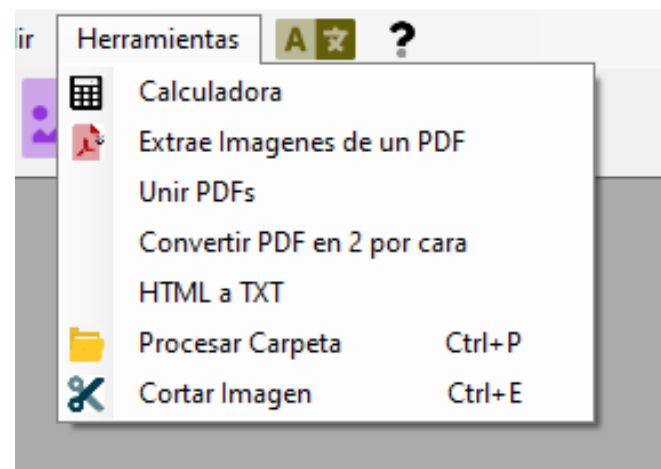 ir Herramientas A ?
Calculadora
Extrae Imagenes de un PDF
Unir PDFs
Convertir PDF en 2 por cara
HTML a TXT
Procesar Carpeta Ctrl+P
Cortar Imagen Ctrl+E